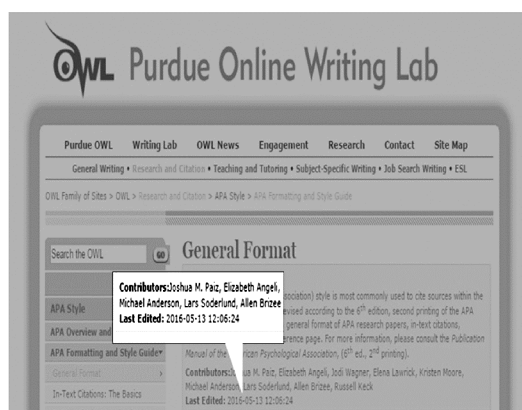 OWL Purdue Online Writing Lab
Purdue OWL Writing Lab OWL News Engagement Research Contact Site Map
General Writing • Research and Citation • Teaching and Tutoring • Subject-Specific Writing • Job Search Writing • ESL
OWL Family of Sites > OWL > Research and Citation > APA Style > APA Formatting and Style Guide
Search the OWL GO
General Format
Contributors:Joshua M. Paiz, Elizabeth Angeli,
Michael Anderson, Lars Soderlund, Allen Brizee
Last Edited: 2016-05-13 12:06:24
sociation) style is most commonly used to cite sources within the
evised according to the 6th edition, second printing of the APA
general format of APA research papers, in-text citations,
erence page. For more information, please consult the Publication
Manual of the American Psychological Association, (6th ed., 2nd printing).
Contributors: M. Paiz, Elizabeth Angeli, Jodi Wagner, Elena Lawrick, Kristen Moore,
Michael Anderson, Lars Soderlund, Allen Brizee, Russell Keck
Last Edited: 2016-05-13 12:06:24
APA Style
APA Overview and
APA Formatting and Style Guide
General Format
In-Text Citations: The Basics